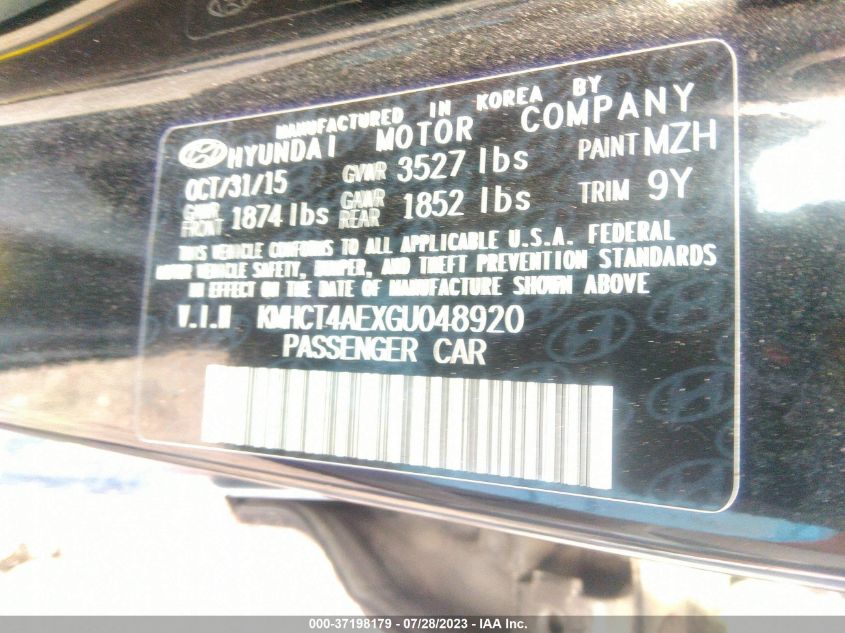 MANUFACTURED IN KOREA BY
HYUNDAI MOTOR COMPANY
OCT/31/15 GVWR 3527 lbs PAINT MZH
GAWR FRONT 1874 lbs GAWR REAR 1852 lbs TRIM 9Y
THIS VEHICLE CONFORMS TO ALL APPLICABLE U.S.A. FEDERAL
MOTOR VEHICLE SAFETY, BUMPER, AND THEFT PREVENTION STANDARDS
IN EFFECT ON THE DATE OF MANUFACTURE SHOWN ABOVE
V.I.N KMHCT4AEXGU048920
PASSENGER CAR
000-37198179 - 07/28/2023 - IAA Inc.